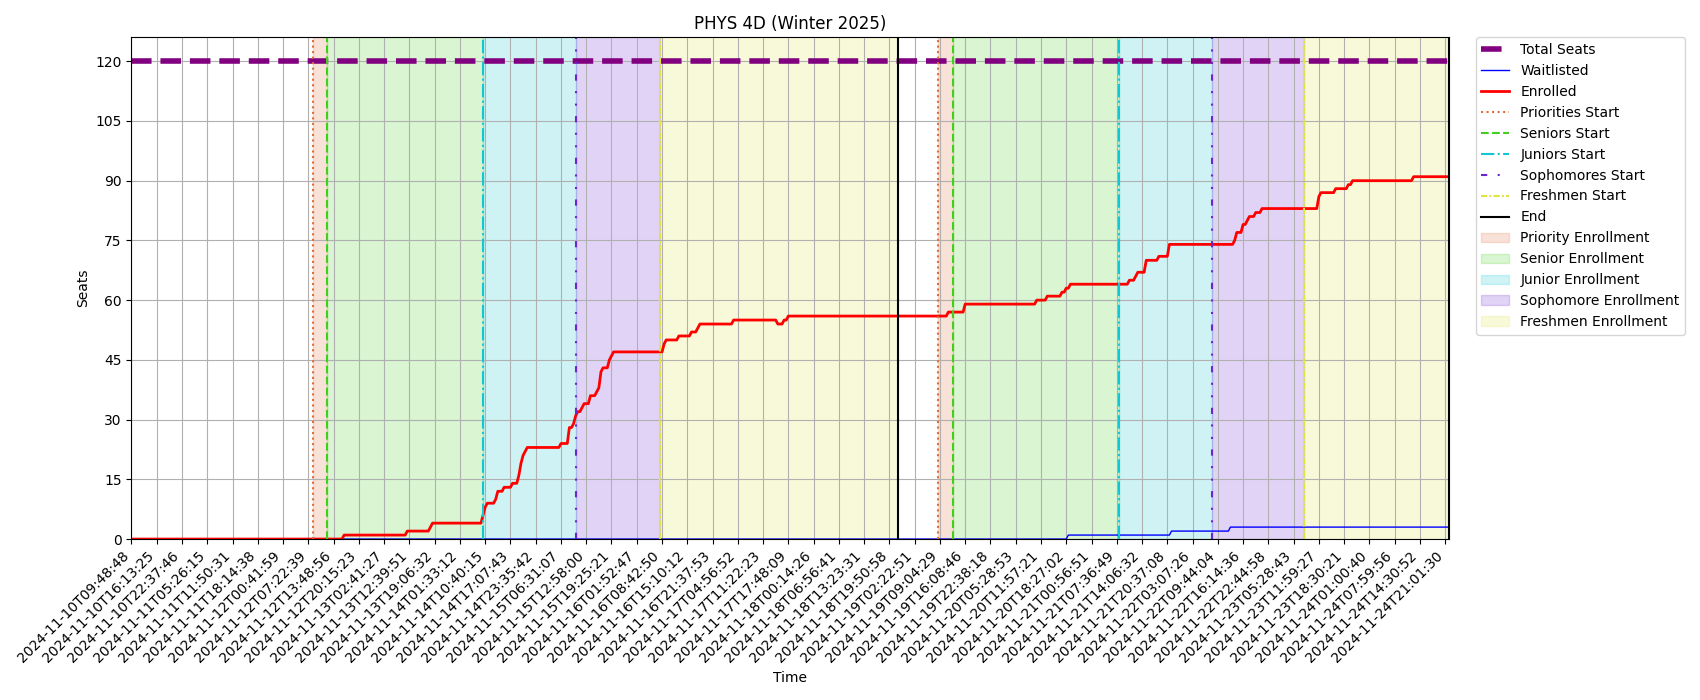 PHYS 4D (Winter 2025)
120
105
90
75
60
45
30
15
0
Seats
2024-11-10T09:48:48
2024-11-10T16:13:25
2024-11-10T22:37:46
2024-11-11T05:26:15
2024-11-11T11:50:31
2024-11-11T18:14:38
2024-11-12T00:41:59
2024-11-12T07:22:39
2024-11-12T13:48:56
2024-11-12T20:15:23
2024-11-13T02:41:27
2024-11-13T12:39:51
2024-11-13T19:06:32
2024-11-14T01:33:12
2024-11-14T10:40:15
2024-11-14T17:07:43
2024-11-14T23:35:42
2024-11-15T06:31:07
2024-11-15T12:58:00
2024-11-15T19:25:21
2024-11-16T01:52:47
2024-11-16T08:42:50
2024-11-16T15:10:12
2024-11-16T21:37:53
2024-11-17T04:56:52
2024-11-17T11:22:23
2024-11-17T17:48:09
2024-11-18T00:14:26
2024-11-18T06:56:41
2024-11-18T13:23:31
2024-11-18T19:50:58
2024-11-19T02:22:51
2024-11-19T09:04:29
2024-11-19T16:08:46
2024-11-19T22:38:18
2024-11-20T05:28:53
2024-11-20T11:57:21
2024-11-20T18:27:02
2024-11-21T00:56:51
2024-11-21T07:36:49
2024-11-21T14:06:32
2024-11-21T20:37:08
2024-11-22T03:07:26
2024-11-22T09:44:04
2024-11-22T16:14:36
2024-11-22T22:44:58
2024-11-23T05:28:43
2024-11-23T11:59:27
2024-11-23T18:30:21
2024-11-24T01:00:40
2024-11-24T07:59:56
2024-11-24T14:30:52
2024-11-24T21:01:30
Time
Total Seats
Waitlisted
Enrolled
Priorities Start
Seniors Start
Juniors Start
Sophomores Start
Freshmen Start
End
Priority Enrollment
Senior Enrollment
Junior Enrollment
Sophomore Enrollment
Freshmen Enrollment